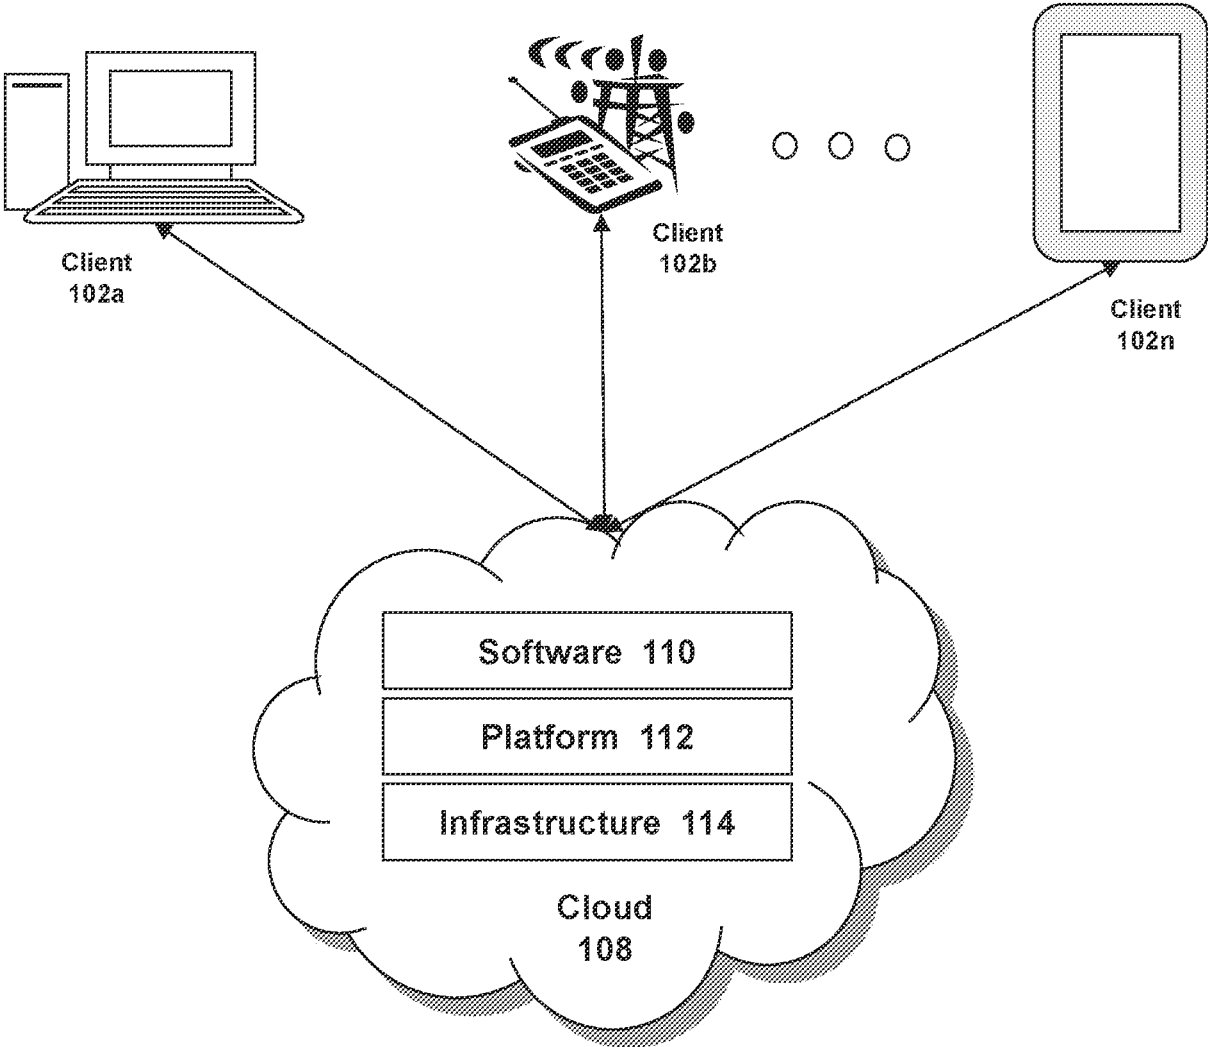 Client
102a
Client
102b
Client
102n
Software 110
Platform 112
Infrastructure 114
Cloud
108